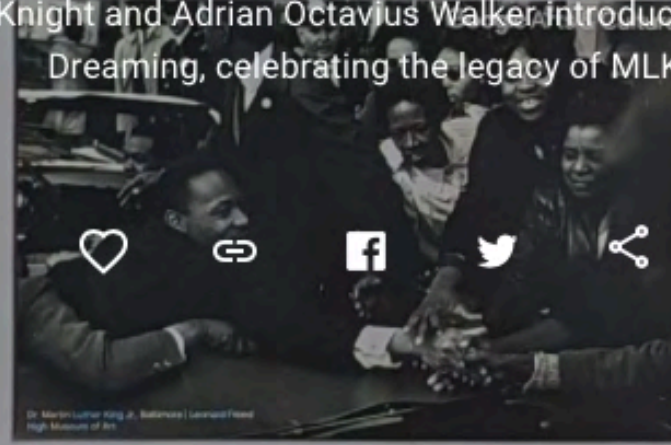 Knight and Adrian Octavius Walker introduc
Dreaming, celebrating the legacy of MLK
Dr. Martin Luther King Jr., Baltimore | Leonard Freed
High Museum of Art